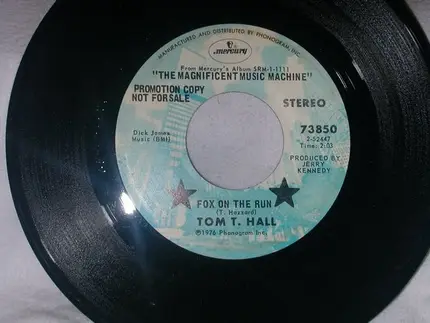 MANUFACTURED AND DISTRIBUTED BY PHONOGRAM, INC.
mercury
From Mercury's Album SRM-1-1111
"THE MAGNIFICENT MUSIC MACHINE"
PROMOTION COPY
NOT FOR SALE
STEREO
Dick James
Music (BMI)
73850
2-52447
Time: 2:03
PRODUCED BY
JERRY
KENNEDY
FOX ON THE RUN
(T. Hazzard)
TOM T. HALL
℗1976 Phonogram Inc.